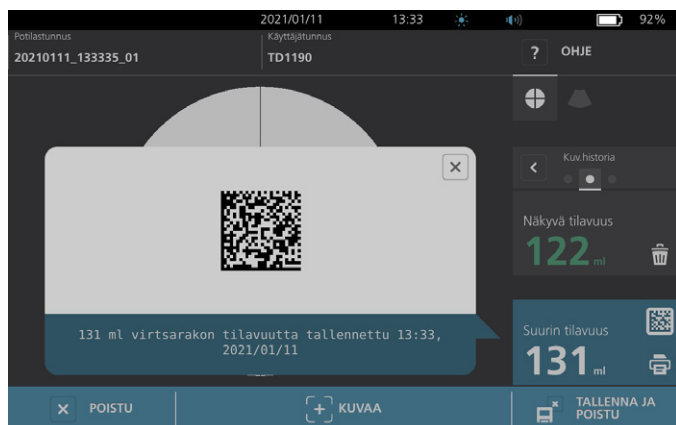 2021/01/11 13:33 92%
Potilastunnus
20210111_133335_01
Käyttäjätunnus
TD1190
? OHJE
Kuv.historia
Näkyvä tilavuus
122 ml
131 ml virtsarakon tilavuutta tallennettu 13:33,
2021/01/11
Suurin tilavuus
131 ml
POISTU
KUVAA
TALLENNA JA
POISTU